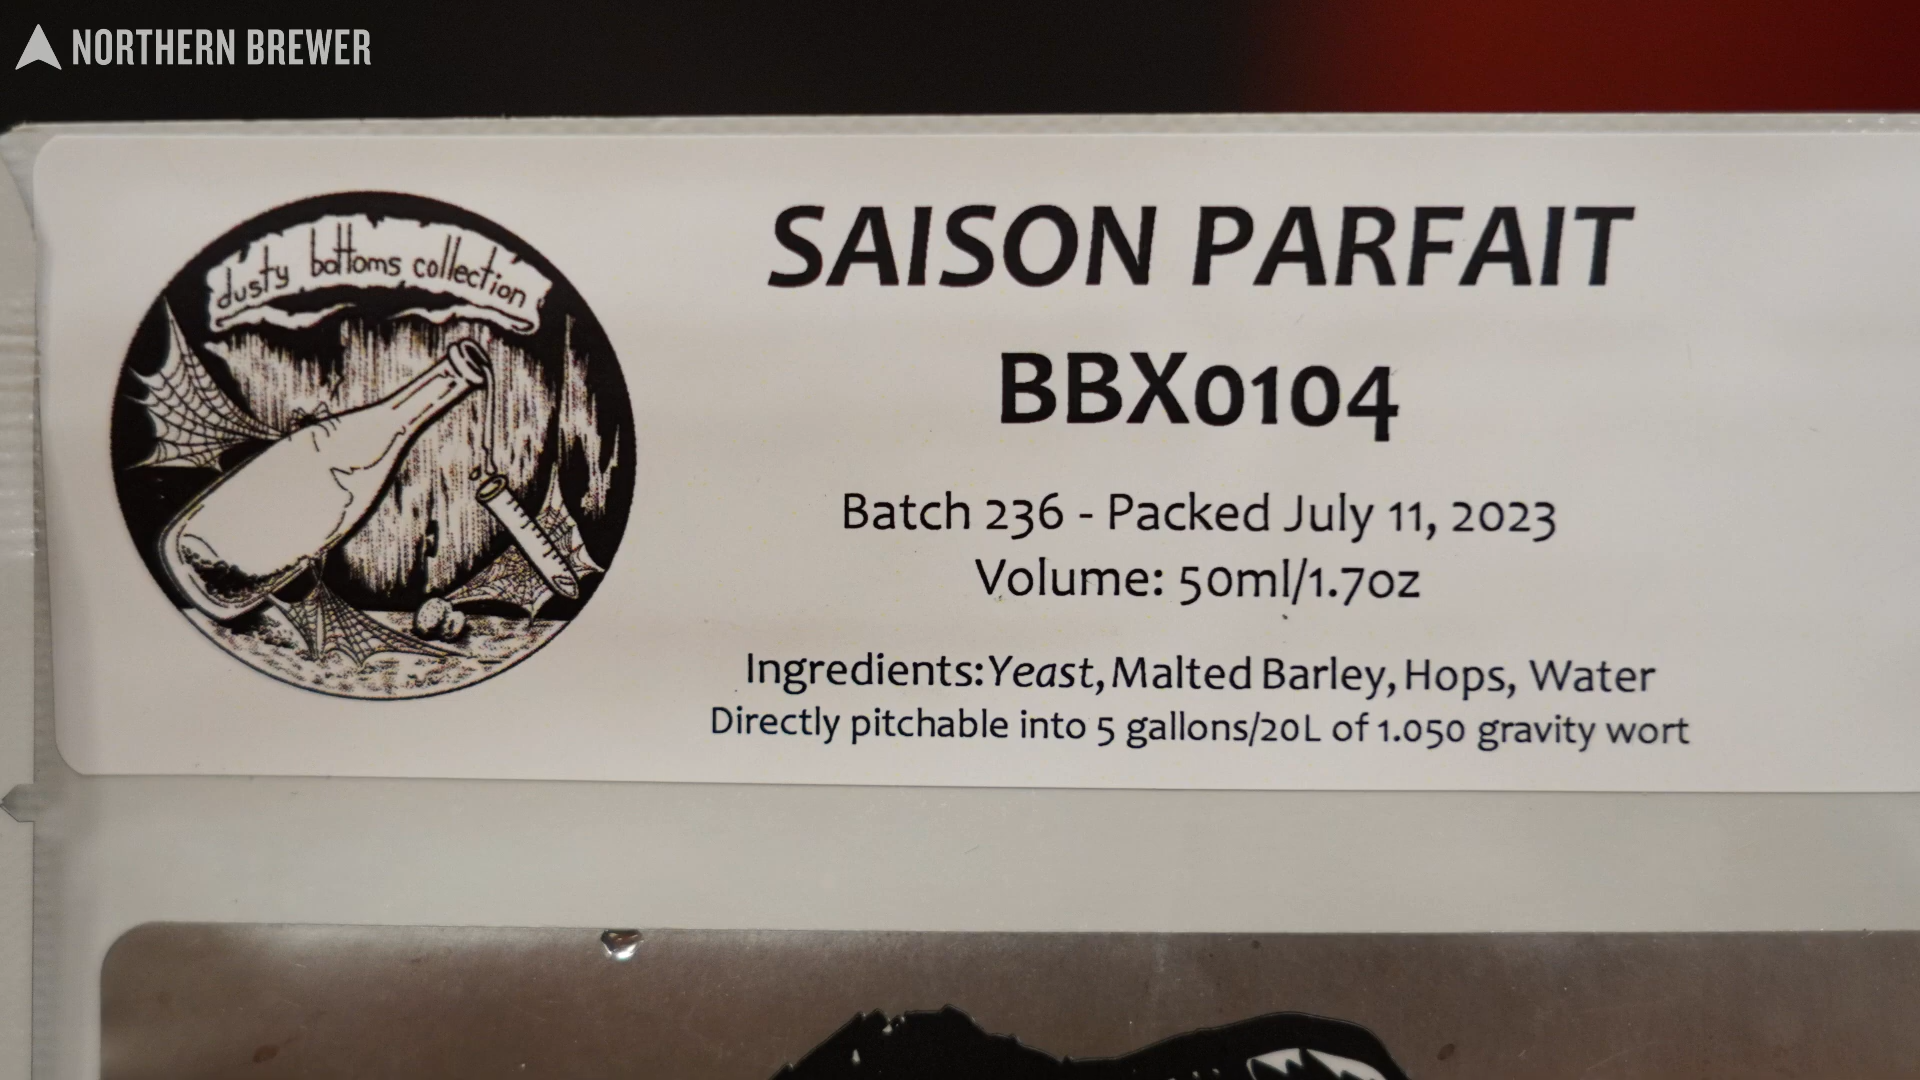 NORTHERN BREWER
dusty bottoms collection
SAISON PARFAIT
BBX0104
Batch 236 - Packed July 11, 2023
Volume: 50ml/1.7oz
Ingredients: Yeast, Malted Barley, Hops, Water
Directly pitchable into 5 gallons/20L of 1.050 gravity wort